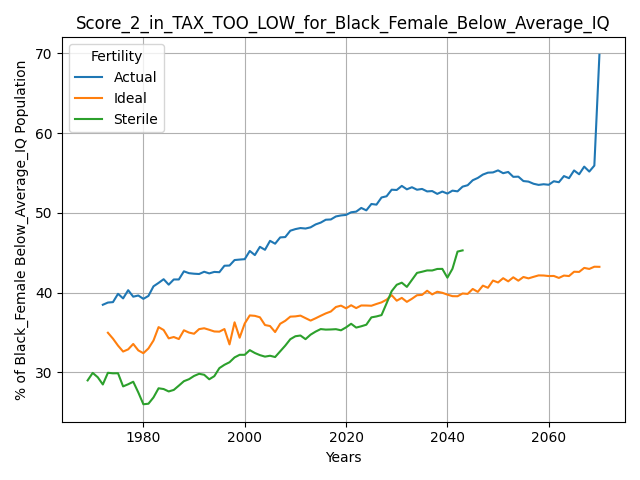 Score_2_in_TAX_TOO_LOW_for_Black_Female_Below_Average_IQ
% of Black_Female Below_Average_IQ Population
70
60
50
40
30
Fertility
Actual
Ideal
Sterile
1980
2000
2020
2040
2060
Years